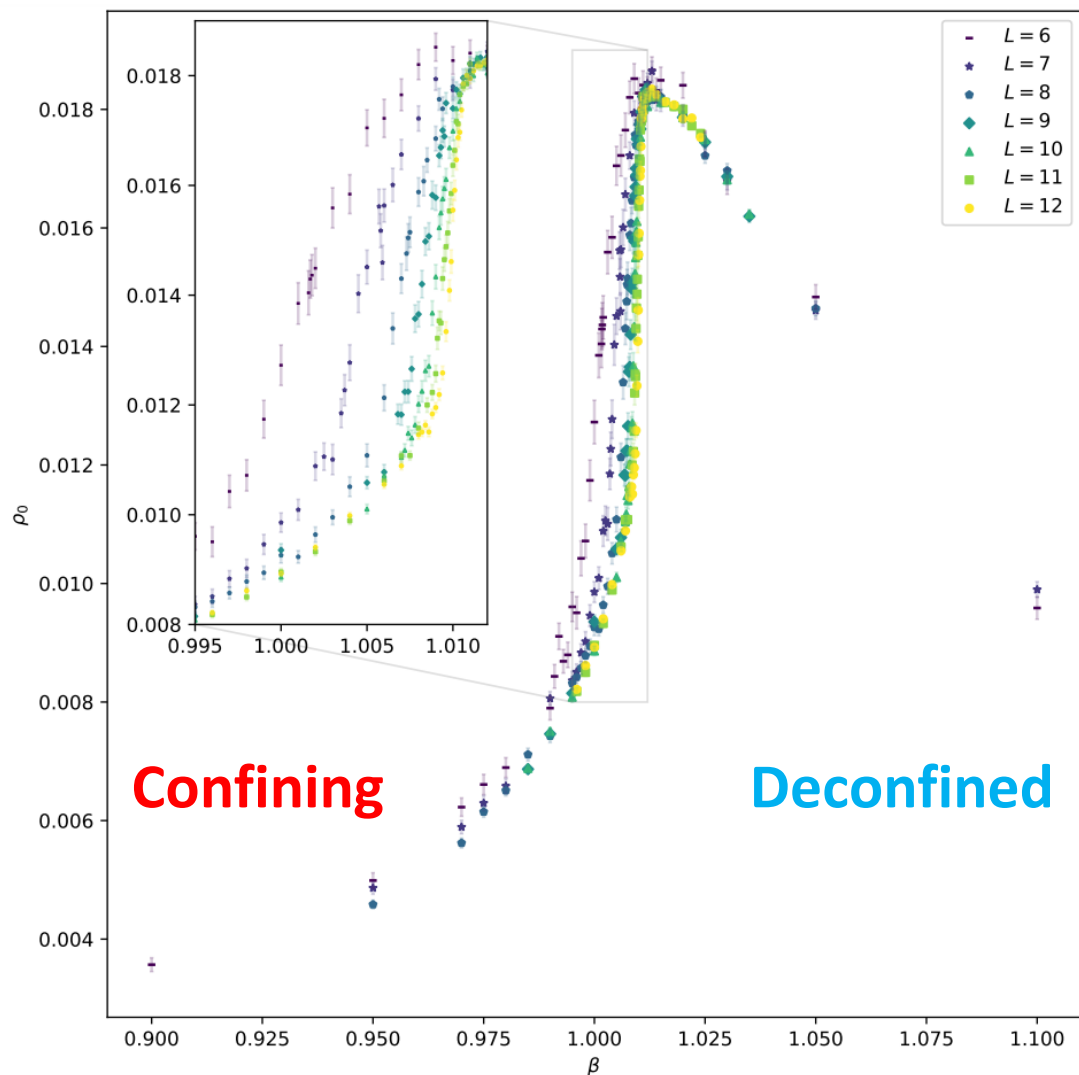 0.018
0.016
0.014
0.012
0.010
0.008
0.995
1.000
1.005
1.010
L = 6
L = 7
L = 8
L = 9
L = 10
L = 11
L = 12
0.018
0.016
0.014
0.012
0.010
0.008
0.006
0.004
ρ₀
Confining
Deconfined
0.900
0.925
0.950
0.975
1.000
1.025
1.050
1.075
1.100
β